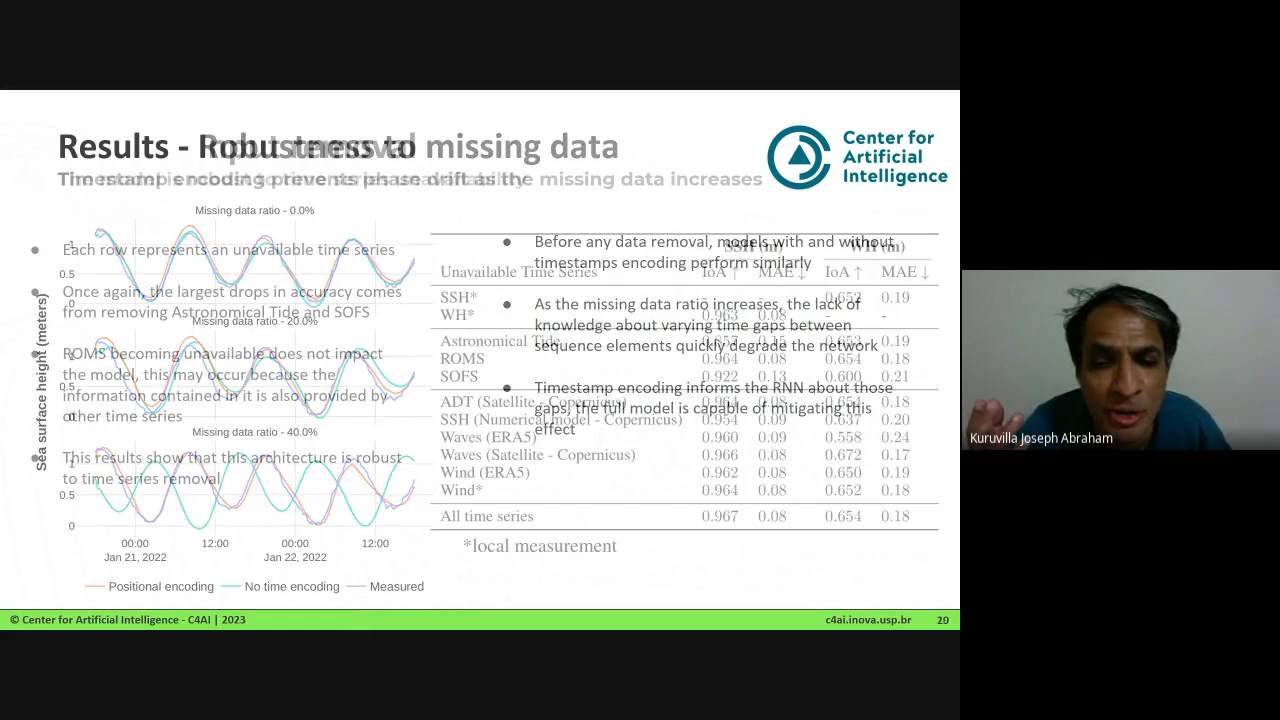 Results - Robustness to missing data
Timestamp encoding prevents phase drift as the missing data increases
Center for
Artificial
Intelligence
Missing data ratio - 0.0%
1
0.5
0
Missing data ratio - 20.0%
1
0.5
0
Missing data ratio - 40.0%
1
0.5
0
Sea surface height (meters)
00:00
Jan 21, 2022
12:00
00:00
Jan 22, 2022
12:00
Positional encoding No time encoding Measured
● Each row represents an unavailable time series
● Once again, the largest drops in accuracy comes
from removing Astronomical Tide and SOFS
● ROMS becoming unavailable does not impact
the model, this may occur because the
information contained in it is also provided by
other time series
● This results show that this architecture is robust
to time series removal
● Before any data removal, models with and without
timestamps encoding perform similarly
● As the missing data ratio increases, the lack of
knowledge about varying time gaps between
sequence elements quickly degrade the network
● Timestamp encoding informs the RNN about those
gaps, the full model is capable of mitigating this
effect
SSH (m) WH (m)
Unavailable Time Series IoA ↑ MAE ↓ IoA ↑ MAE ↓
SSH* 0.652 0.19
WH* 0.963 0.08 - -
Astronomical Tide 0.652 0.19
ROMS 0.964 0.08 0.654 0.18
SOFS 0.922 0.13 0.600 0.21
ADT (Satellite - Copernicus) 0.08 0.654 0.18
SSH (Numerical model - Copernicus) 0.954 0.09 0.637 0.20
Waves (ERA5) 0.960 0.09 0.558 0.24
Waves (Satellite - Copernicus) 0.966 0.08 0.672 0.17
Wind (ERA5) 0.962 0.08 0.650 0.19
Wind* 0.964 0.08 0.652 0.18
All time series 0.967 0.08 0.654 0.18
*local measurement
© Center for Artificial Intelligence - C4AI | 2023
c4ai.inova.usp.br
Kuruvilla Joseph Abraham